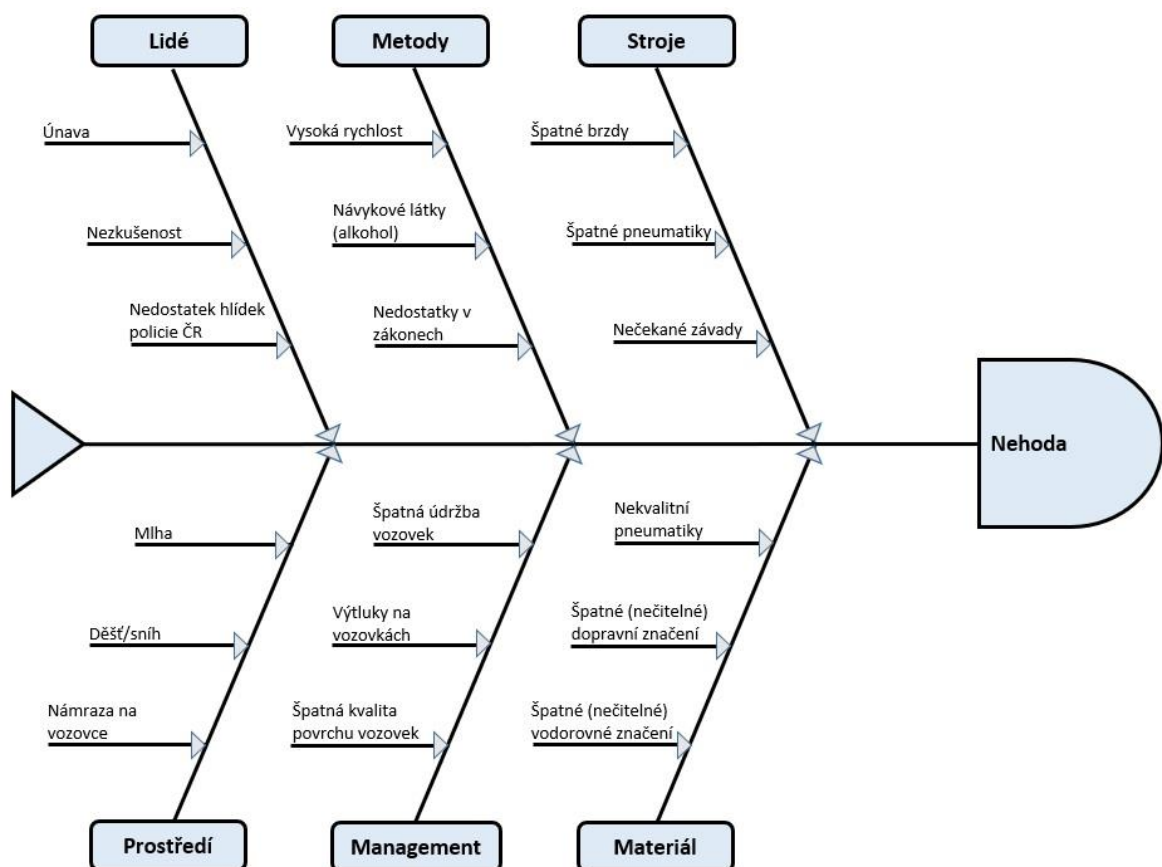 Lidé
Metody
Stroje
Únava
Vysoká rychlost
Špatné brzdy
Návykové látky
(alkohol)
Nezkušenost
Špatné pneumatiky
Nedostatek hlídek
policie ČR
Nedostatky v
zákonech
Nečekané závady
Nehoda
Mlha
Špatná údržba
vozovek
Nekvalitní
pneumatiky
Děšť/sníh
Výtluky na
vozovkách
Špatné (nečitelné)
dopravní značení
Námraza na
vozovce
Špatná kvalita
povrchu vozovek
Špatné (nečitelné)
vodorovné značení
Prostředí
Management
Materiál